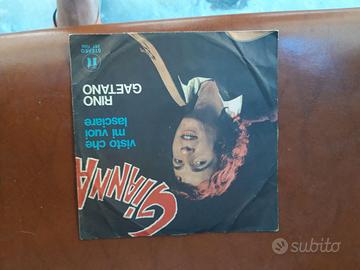 GIANNA
visto che
mi vuoi
lasciare
RINO
GAETANO
STEREO
subito